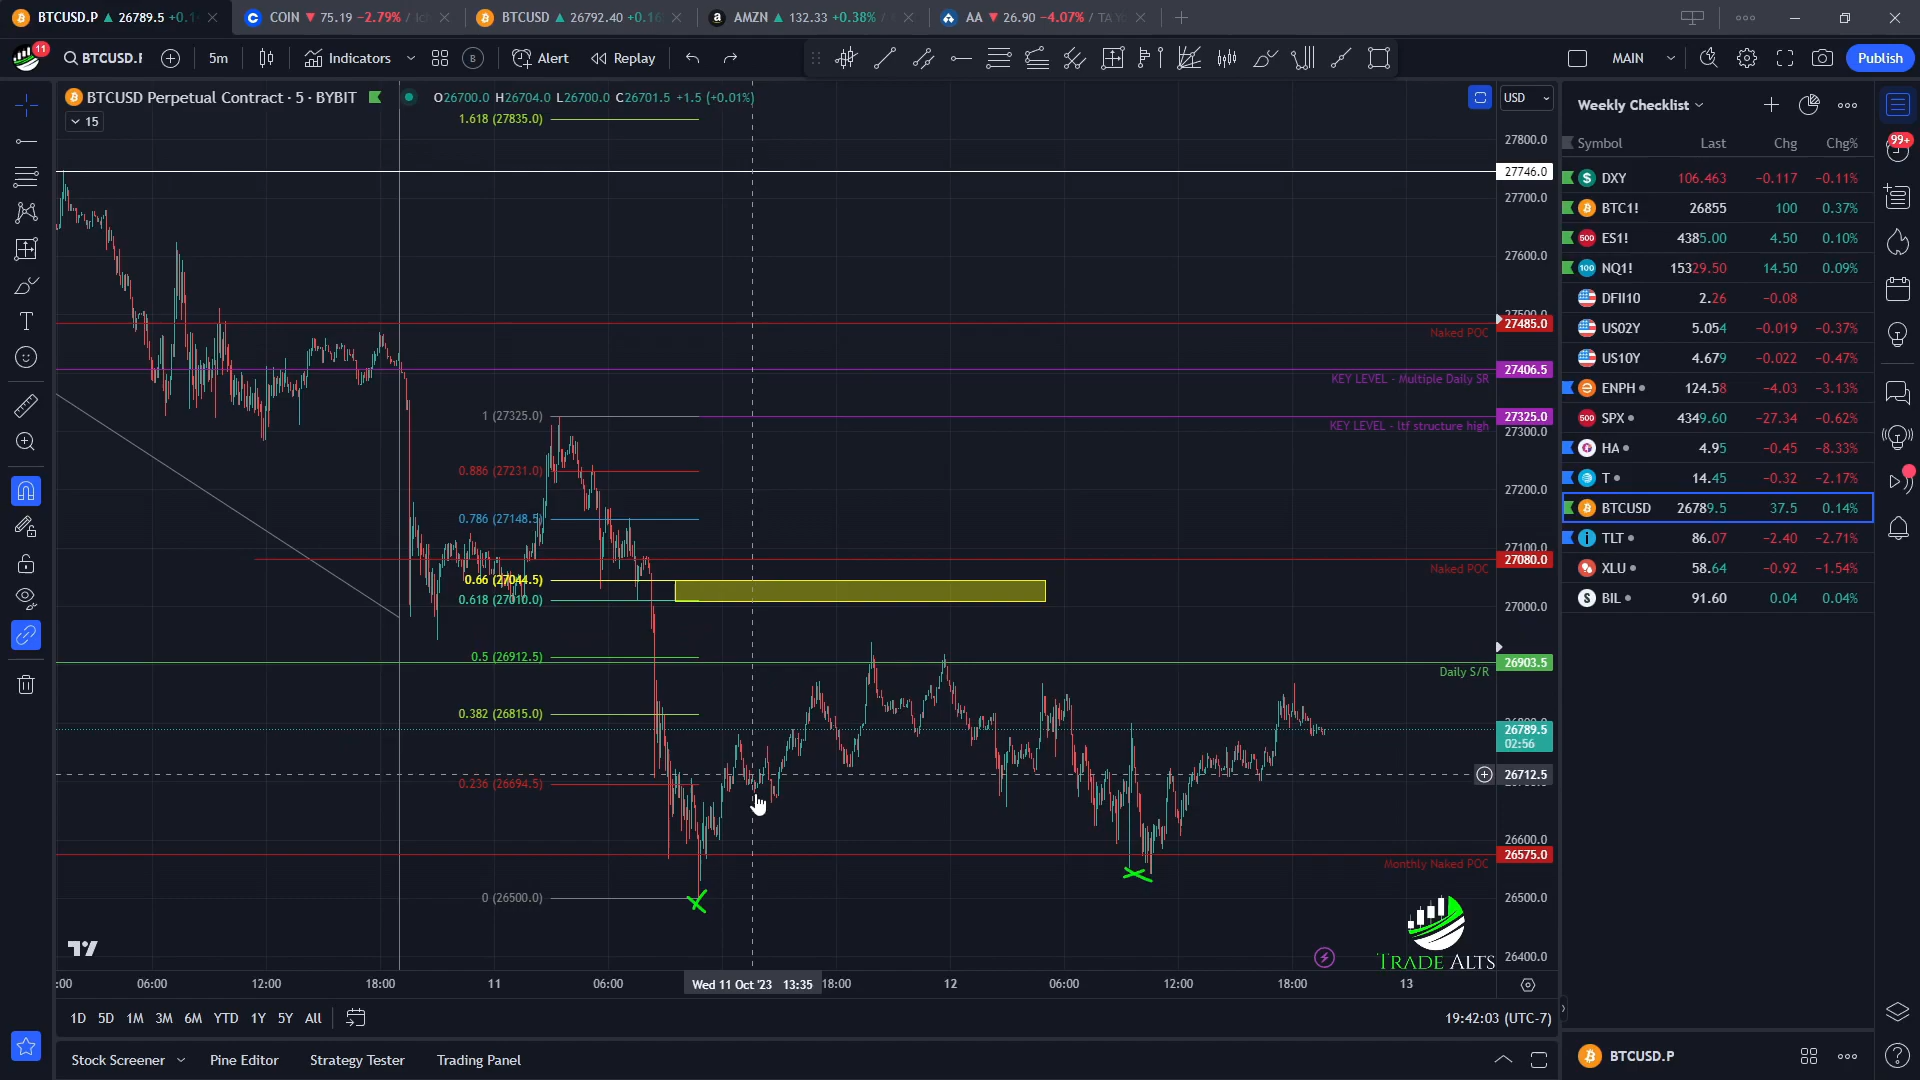 BTCUSD.P ▲ 26789.5 +0.1
COIN ▼ 75.19 −2.79% /
BTCUSD ▲ 26792.40 +0.16
AMZN ▲ 132.33 +0.38% /
AA ▼ 26.90 −4.07% / TA
11
BTCUSD.P
5m
Indicators
B
Alert
Replay
MAIN
Publish
BTCUSD Perpetual Contract · 5 · BYBIT
O26700.0 H26704.0 L26700.0 C26701.5 +1.5 (+0.01%)
15
USD
Weekly Checklist
99+
Symbol Last Chg Chg%
DXY 106.463 −0.117 −0.11%
BTC1! 26855 100 0.37%
ES1! 4385.00 4.50 0.10%
NQ1! 15329.50 14.50 0.09%
DFII10 2.26 −0.08
US02Y 5.054 −0.019 −0.37%
US10Y 4.679 −0.022 −0.47%
ENPH 124.58 −4.03 −3.13%
SPX 4349.60 −27.34 −0.62%
HA 4.95 −0.45 −8.33%
T 14.45 −0.32 −2.17%
BTCUSD 26789.5 37.5 0.14%
TLT 86.07 −2.40 −2.71%
XLU 58.64 −0.92 −1.54%
BIL 91.60 0.04 0.04%
1.618 (27835.0)
27800.0
27746.0
27700.0
27600.0
27500.0
27485.0
Naked POC
27406.5
KEY LEVEL - Multiple Daily SR
1 (27325.0)
27325.0
KEY LEVEL - ltf structure high
27300.0
0.886 (27231.0)
27200.0
0.786 (27148.5)
27100.0
27080.0
Naked POC
0.66 (27044.5)
0.618 (27010.0)
27000.0
0.5 (26912.5)
26903.5
Daily S/R
0.382 (26815.0)
26800.0
26789.5
02:56
26712.5
0.236 (26694.5)
26600.0
26575.0
Monthly Naked POC
0 (26500.0)
26500.0
TRADE ALTS
26400.0
:00 06:00 12:00 18:00 11 06:00 Wed 11 Oct '23 13:35 18:00 12 06:00 12:00 18:00 13
1D 5D 1M 3M 6M YTD 1Y 5Y All
19:42:03 (UTC-7)
Stock Screener Pine Editor Strategy Tester Trading Panel
BTCUSD.P